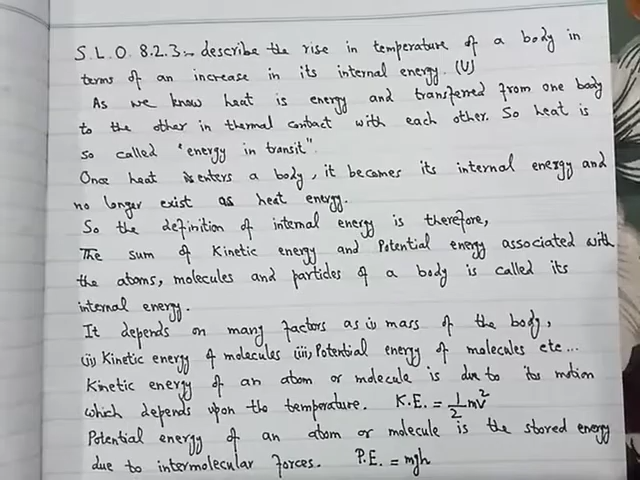 S.L.O. 8.2.3:- describe the rise in temperature of a body in
terms of an increase in its internal energy. (U)
As we know heat is energy and transferred from one body
to the other in thermal contact with each other. So heat is
so called "energy in transit".
Once heat enters a body, it becomes its internal energy and
no longer exist as heat energy.
So the definition of internal energy is therefore,
The sum of Kinetic energy and Potential energy associated with
the atoms, molecules and particles of a body is called its
internal energy.
It depends on many factors as (i) mass of the body,
(ii) Kinetic energy of molecules (iii) Potential energy of molecules etc...
Kinetic energy of an atom or molecule is due to its motion
which depends upon the temperature. K.E. = 1/2 mv²
Potential energy of an atom or molecule is the stored energy
due to intermolecular forces. P.E. = mgh